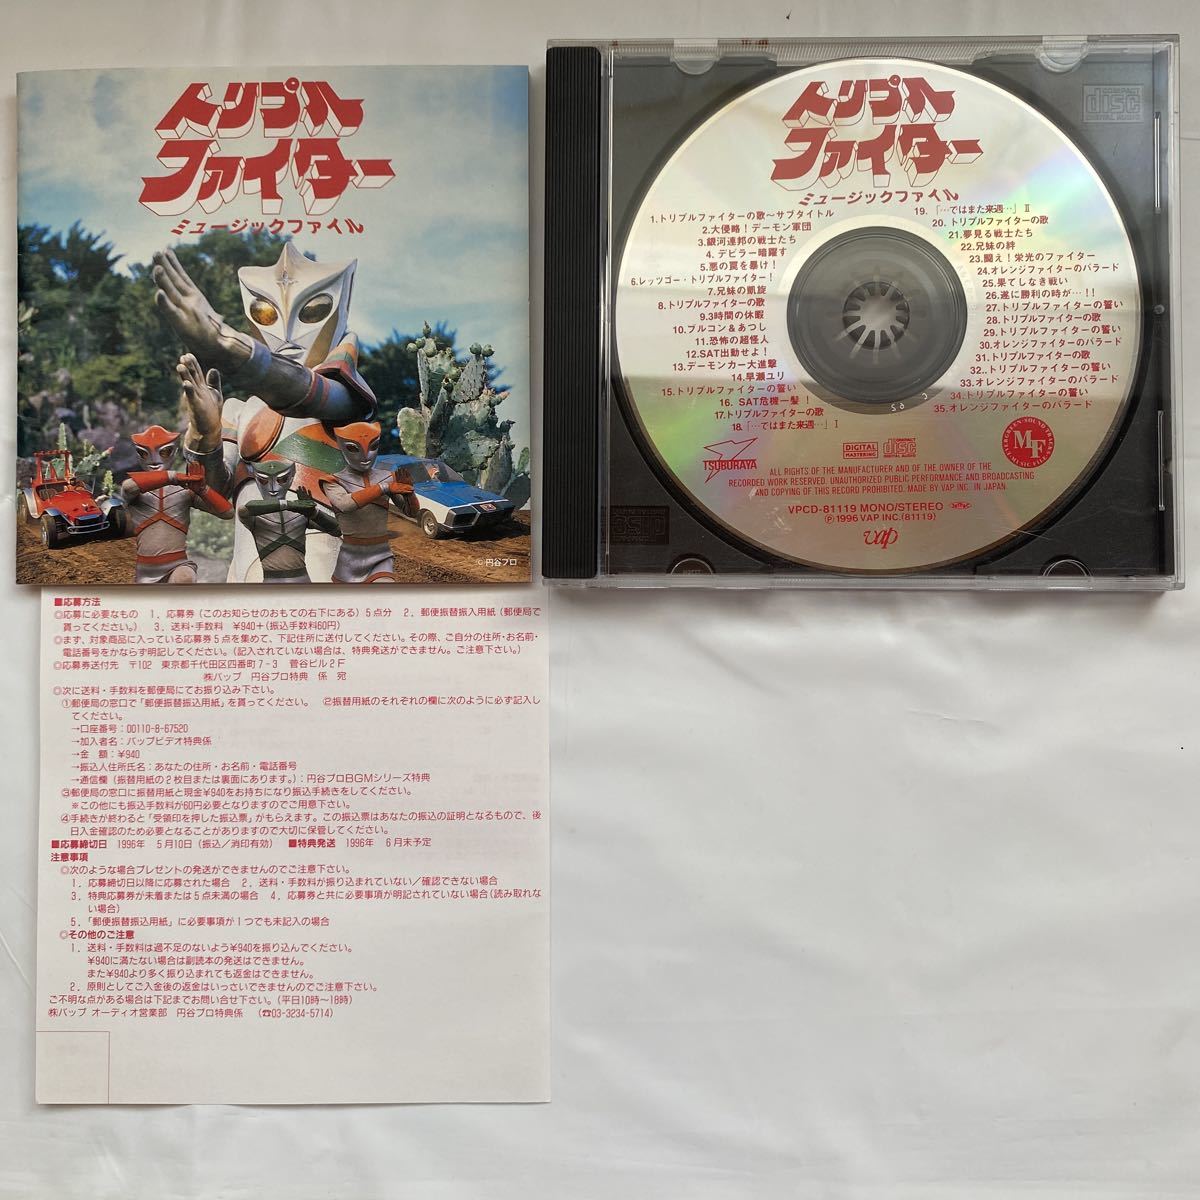 トリプル
ファイター
ミュージックファイル
©円谷プロ
トリプル
ファイター
ミュージックファイル
1.トリプルファイターの歌〜サブタイトル
2.大侵略!デーモン軍団
3.銀河連邦の戦士たち
4.デビラー暗躍す
5.悪の罠を暴け!
6.レッツゴー・トリプルファイター!
7.兄妹の凱旋
8.トリプルファイターの歌
9.3時間の休暇
10.ブルコン&あつし
11.恐怖の超怪人
12.SAT出動せよ!
13.デーモンカー大進撃
14.早瀬ユリ
15.トリプルファイターの誓い
16.SAT危機一髪!
17.トリプルファイターの歌
18.「…ではまた来週…」Ⅰ
19.「…ではまた来週…」Ⅱ
20.トリプルファイターの歌
21.夢見る戦士たち
22.兄妹の絆
23.闘え!栄光のファイター
24.オレンジファイターのバラード
25.果てしなき戦い
26.遂に勝利の時が…!!
27.トリプルファイターの誓い
28.トリプルファイターの歌
29.トリプルファイターの誓い
30.オレンジファイターのバラード
31.トリプルファイターの歌
32..トリプルファイターの誓い
33.オレンジファイターのバラード
34.トリプルファイターの誓い
35.オレンジファイターのバラード
TSUBURAYA
DIGITAL MASTERING
COMPACT disc DIGITAL AUDIO
EVERGREEN・SOUND TRACKS
MF
MUSIC FILE
ALL RIGHTS OF THE MANUFACTURER AND OF THE OWNER OF THE
RECORDED WORK RESERVED. UNAUTHORIZED PUBLIC PERFORMANCE AND BROADCASTING
AND COPYING OF THIS RECORD PROHIBITED. MADE BY VAP INC. IN JAPAN.
VPCD-81119 MONO/STEREO
Ⓟ1996 VAP INC.(81119)
vap
COMPACT
disc
DIGITAL AUDIO
■応募方法
◎応募に必要なもの 1.応募券(このお知らせのおもての右下にある)5点分 2.郵便振替振入用紙(郵便局で
貰ってください。) 3.送料・手数料 ¥940+(振込手数料60円)
◎まず、対象商品に入っている応募券5点を集めて、下記住所に送付してください。その際、ご自分の住所・お名前・
電話番号をかならず明記してください。(記入されていない場合は、特典発送ができません。ご注意下さい。)
◎応募券送付先 〒102 東京都千代田区四番町7-3 菅谷ビル2F
㈱バップ 円谷プロ特典 係 宛
◎次に送料・手数料を郵便局にてお振り込み下さい。
①郵便局の窓口で「郵便振替振込用紙」を貰ってください。 ②振替用紙のそれぞれの欄に次のように必ず記入し
てください。
→口座番号:00110-8-67520
→加入者名:バップビデオ特典係
→金 額:¥940
→振込人住所氏名:あなたの住所・お名前・電話番号
→通信欄(振替用紙の2枚目または裏面にあります。):円谷プロBGMシリーズ特典
③郵便局の窓口に振替用紙と現金¥940をお持ちになり振込手続きをしてください。
※この他にも振込手数料が60円必要となりますのでご用意下さい。
④手続きが終わると「受領印を押した振込票」がもらえます。この振込票はあなたの振込の証明となるもので、後
日入金確認のため必要となることがありますので大切に保管してください。
■応募締切日 1996年 5月10日(振込/消印有効) ■特典発送 1996年 6月末予定
注意事項
◎次のような場合プレゼントの発送ができませんのでご注意下さい。
1.応募締切日以降に応募された場合 2.送料・手数料が振り込まれていない/確認できない場合
3.特典応募券が未着または5点未満の場合 4.応募券と共に必要事項が明記されていない場合(読み取れな
い場合)
5.「郵便振替振込用紙」に必要事項が1つでも未記入の場合
◎その他のご注意
1.送料・手数料は過不足のないよう¥940を振り込んでください。
¥940に満たない場合は副読本の発送はできません。
また¥940より多く振り込まれても返金はできません。
2.原則としてご入金後の返金はいっさいできませんのでご注意下さい。
ご不明な点がある場合は下記までお問い合せ下さい。(平日10時〜18時)
㈱バップ オーディオ営業部 円谷プロ特典係 (☎03-3234-5714)